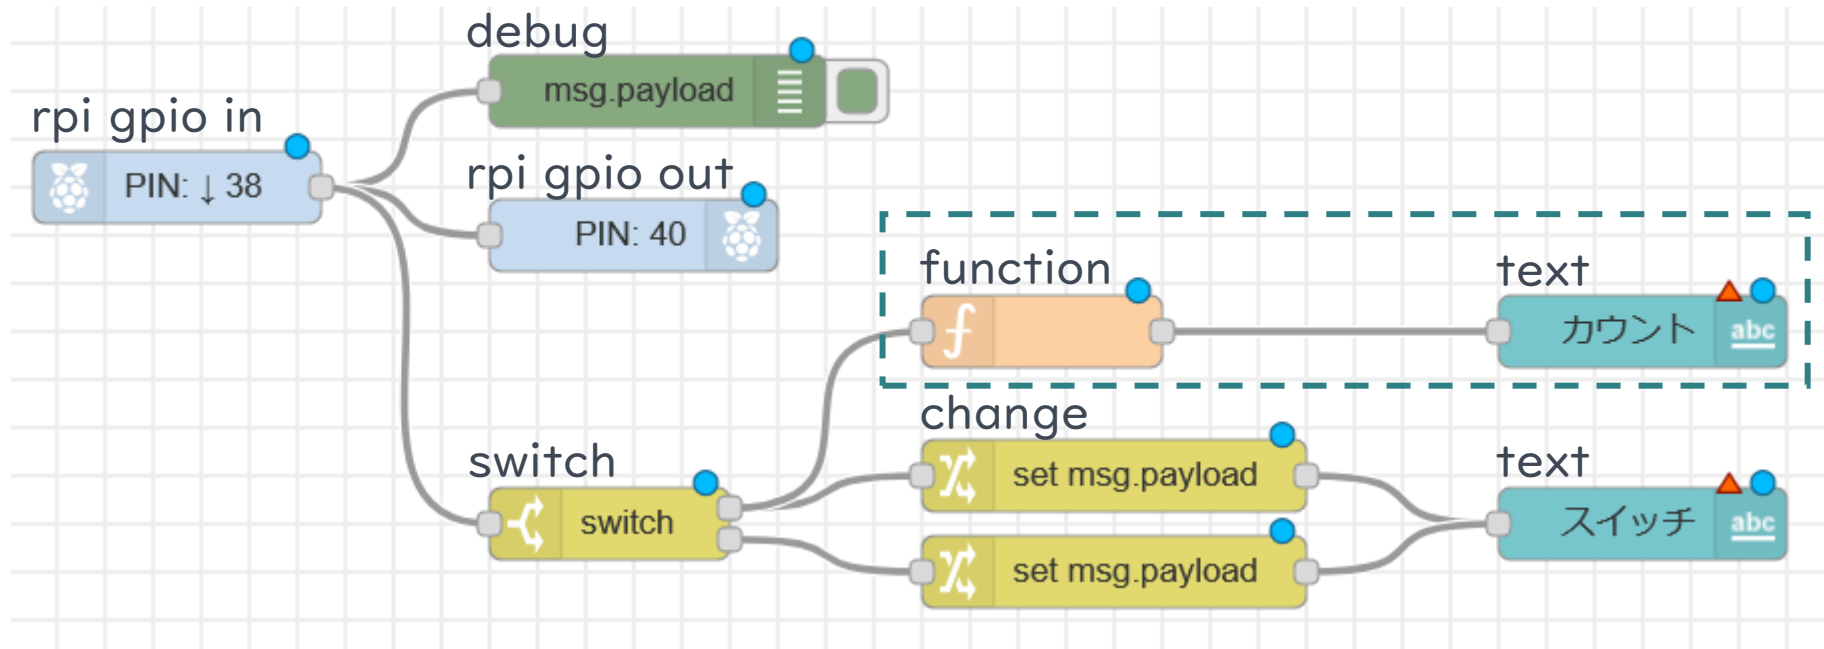 debug
msg.payload
rpi gpio in
PIN: ↓ 38
rpi gpio out
PIN: 40
function
text
カウント
abc
change
set msg.payload
switch
switch
text
スイッチ
abc
set msg.payload